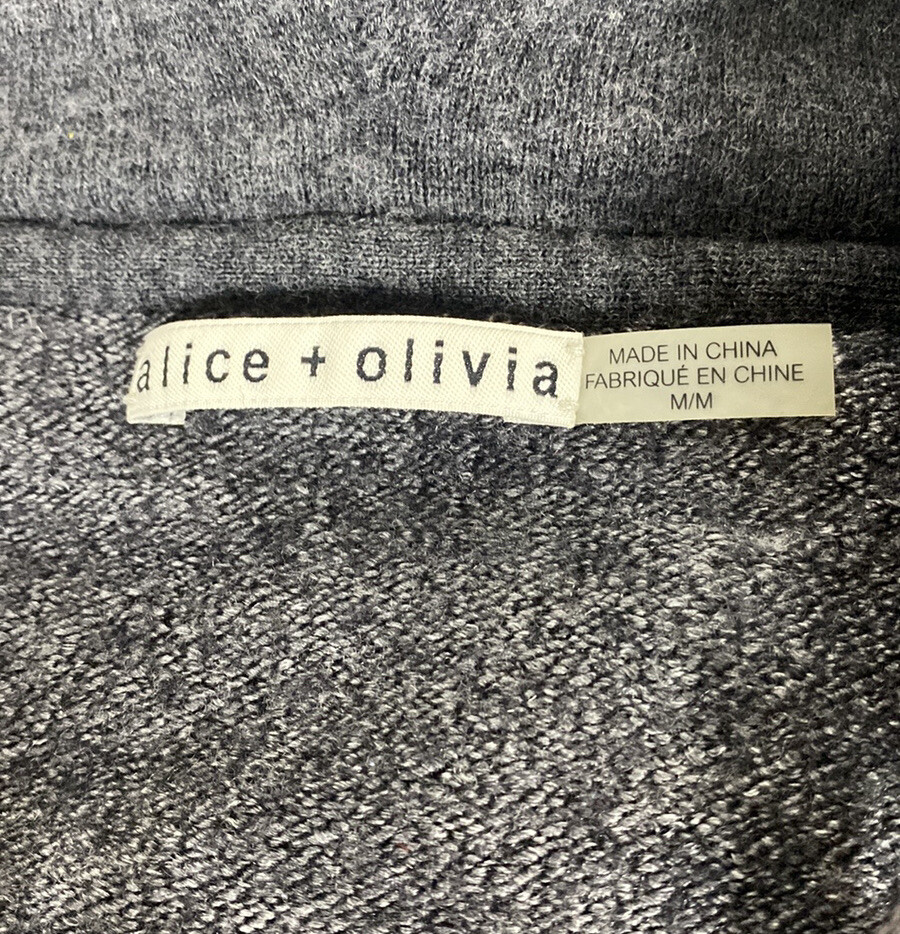 alice + olivia
MADE IN CHINA
FABRIQUÉ EN CHINE
M/M